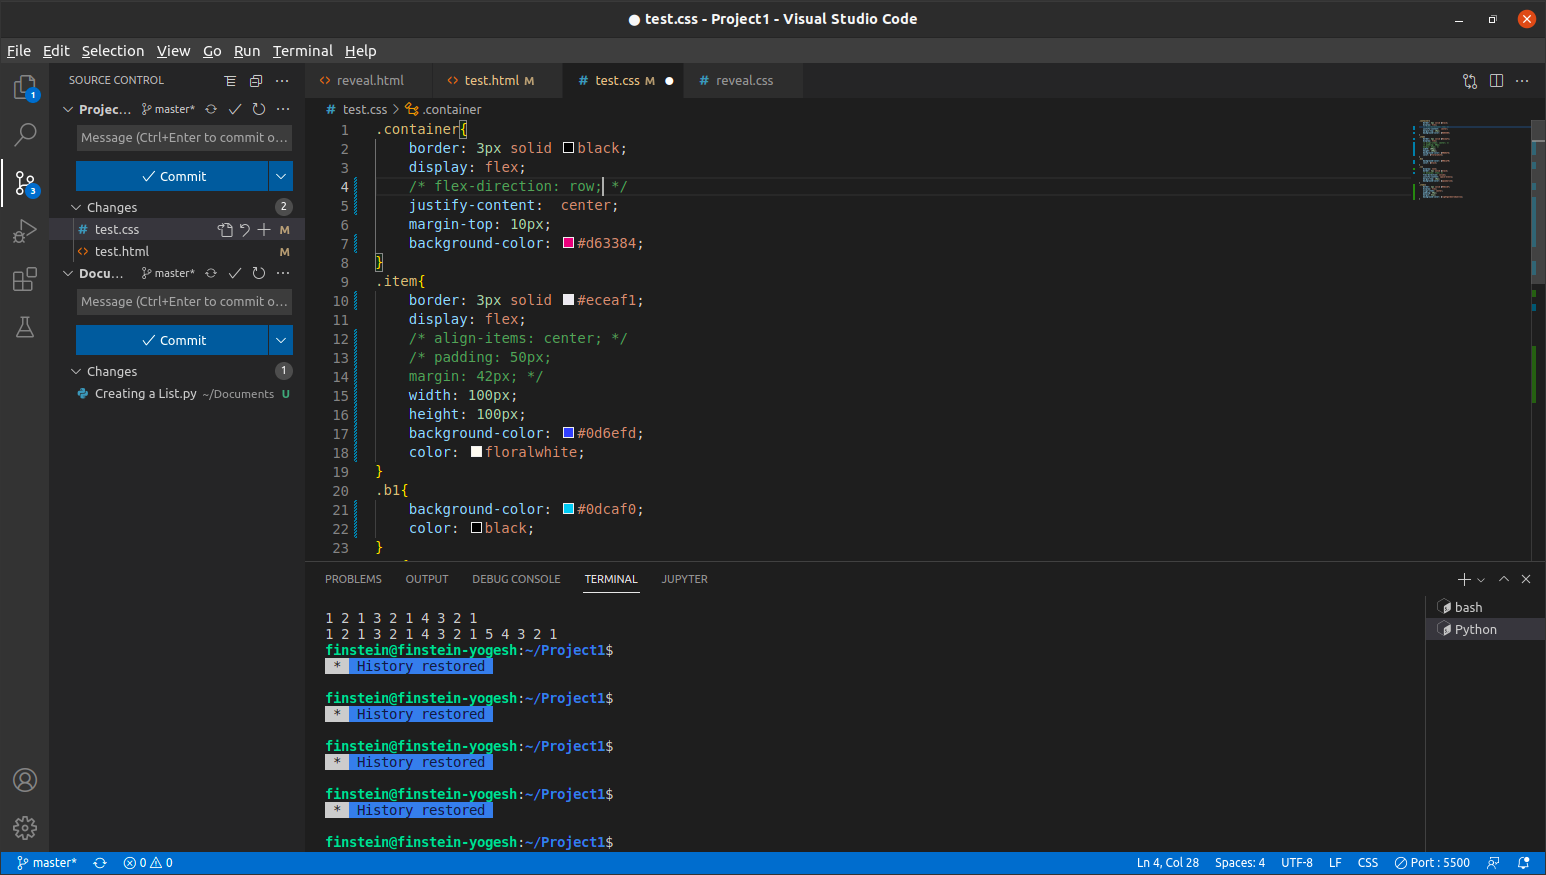 test.css - Project1 - Visual Studio Code
File Edit Selection View Go Run Terminal Help
1
3
SOURCE CONTROL
Projec... master*
Message (Ctrl+Enter to commit o...
Commit
Changes 2
# test.css M
test.html M
Docu... master*
Message (Ctrl+Enter to commit o...
Commit
Changes 1
Creating a List.py ~/Documents U
reveal.html test.html M # test.css M # reveal.css
# test.css > .container
1 .container{
2 border: 3px solid black;
3 display: flex;
4 /* flex-direction: row; */
5 justify-content:  center;
6 margin-top: 10px;
7 background-color: #d63384;
8 }
9 .item{
10 border: 3px solid #eceaf1;
11 display: flex;
12 /* align-items: center; */
13 /* padding: 50px;
14 margin: 42px; */
15 width: 100px;
16 height: 100px;
17 background-color: #0d6efd;
18 color: floralwhite;
19 }
20 .b1{
21 background-color: #0dcaf0;
22 color: black;
23 }
PROBLEMS OUTPUT DEBUG CONSOLE TERMINAL JUPYTER
1 2 1 3 2 1 4 3 2 1
1 2 1 3 2 1 4 3 2 1 5 4 3 2 1
finstein@finstein-yogesh:~/Project1$
* History restored
finstein@finstein-yogesh:~/Project1$
* History restored
finstein@finstein-yogesh:~/Project1$
* History restored
finstein@finstein-yogesh:~/Project1$
* History restored
finstein@finstein-yogesh:~/Project1$
bash
Python
master* 0 0 Ln 4, Col 28 Spaces: 4 UTF-8 LF CSS Port : 5500